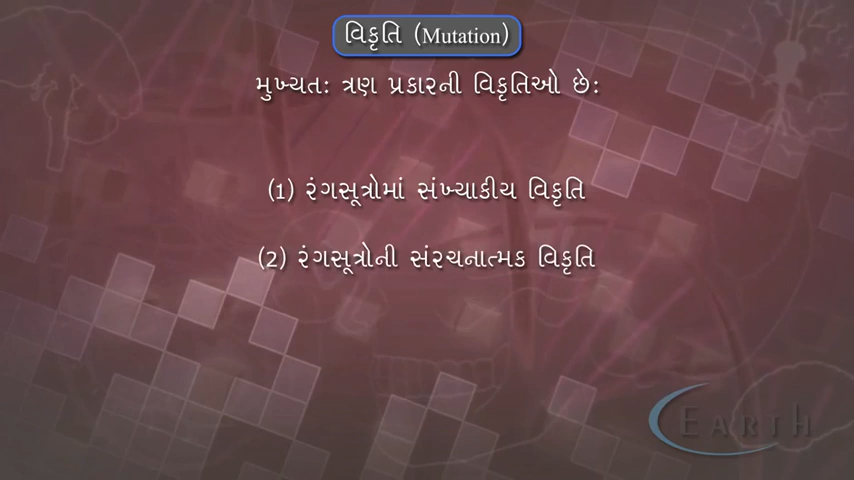 વિકૃતિ (Mutation)
મુખ્યતઃ ત્રણ પ્રકારની વિકૃતિઓ છેઃ
(1) રંગસૂત્રોમાં સંખ્યાકીય વિકૃતિ
(2) રંગસૂત્રોની સંરચનાત્મક વિકૃતિ
EARTH